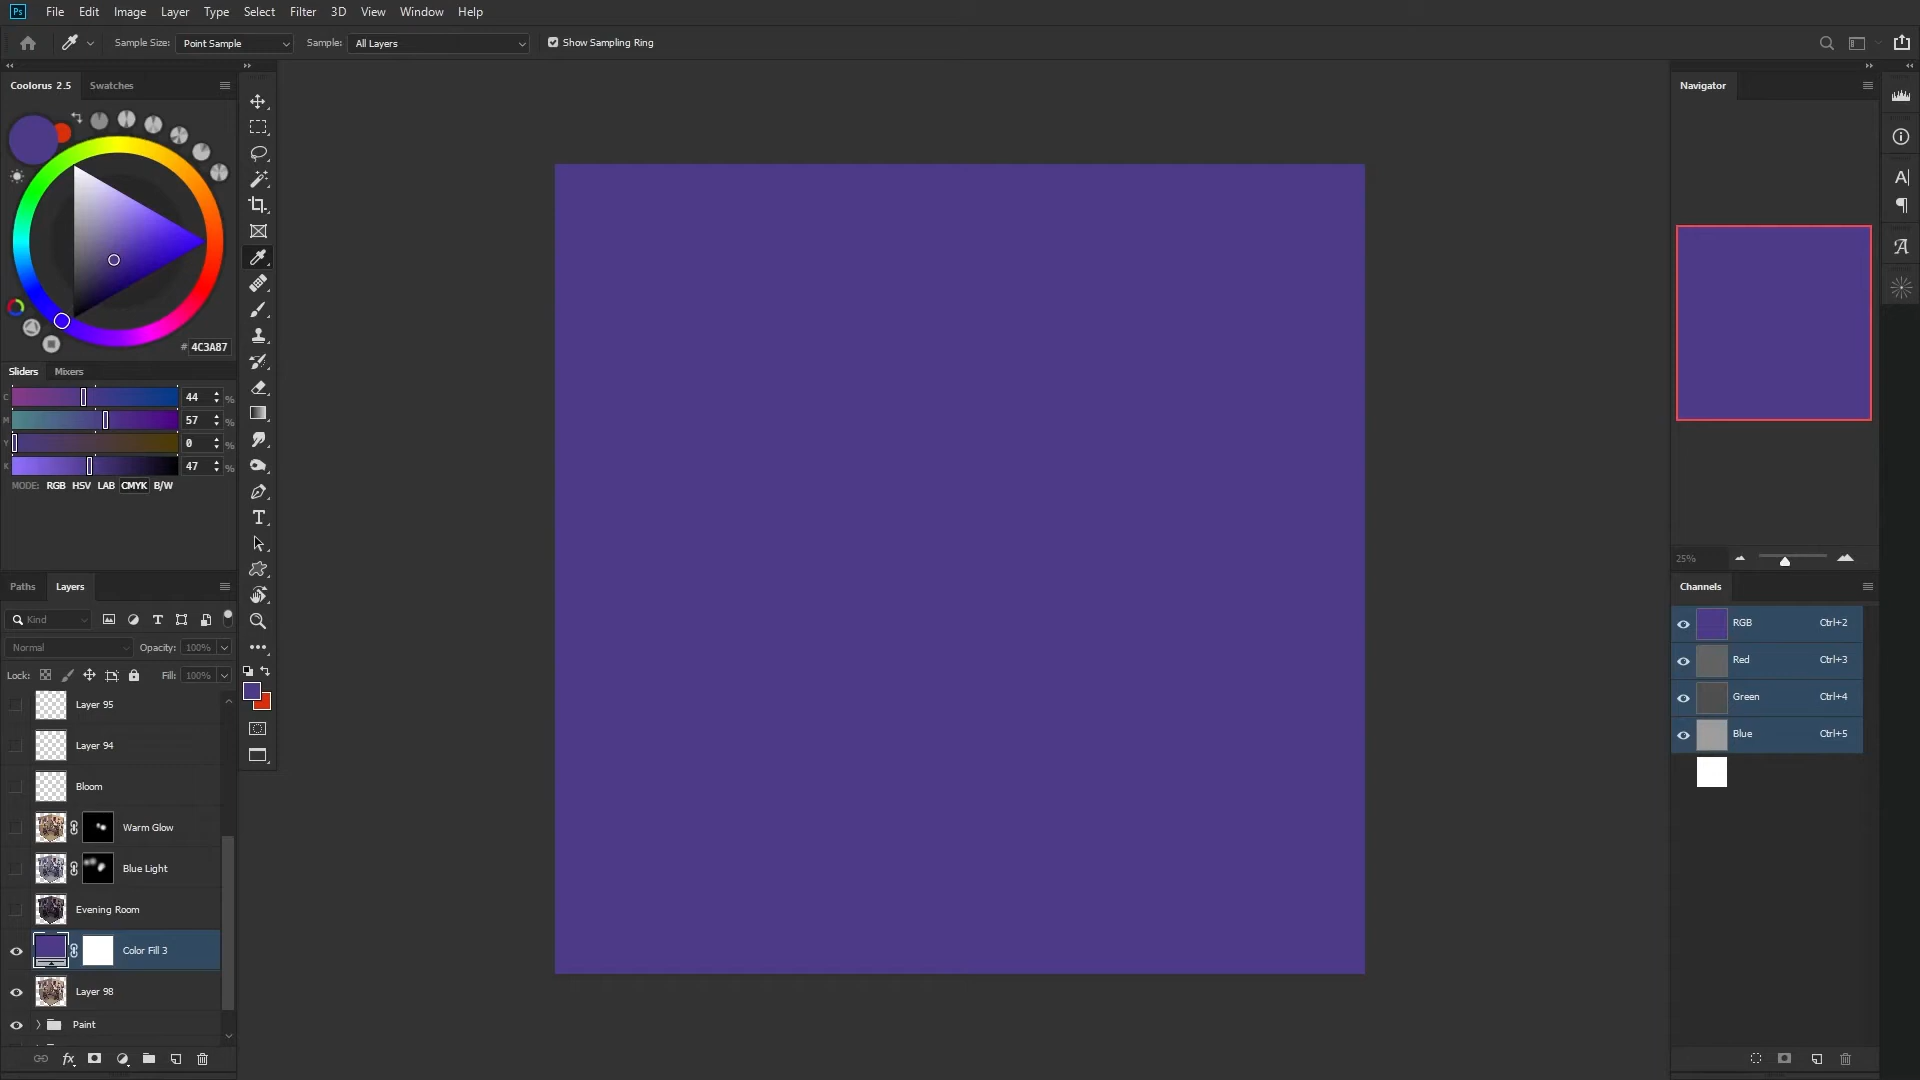 Ps File Edit Image Layer Type Select Filter 3D View Window Help
Sample Size: Point Sample Sample: All Layers Show Sampling Ring
Coolorus 2.5 Swatches
# 4C3A87
Sliders Mixers
C 44 %
M 57 %
Y 0 %
K 47 %
MODE: RGB HSV LAB CMYK B/W
Paths Layers
Kind
Normal Opacity: 100%
Lock: Fill: 100%
Layer 95
Layer 94
Bloom
Warm Glow
Blue Light
Evening Room
Color Fill 3
Layer 98
Paint
fx
Navigator
25%
Channels
RGB Ctrl+2
Red Ctrl+3
Green Ctrl+4
Blue Ctrl+5